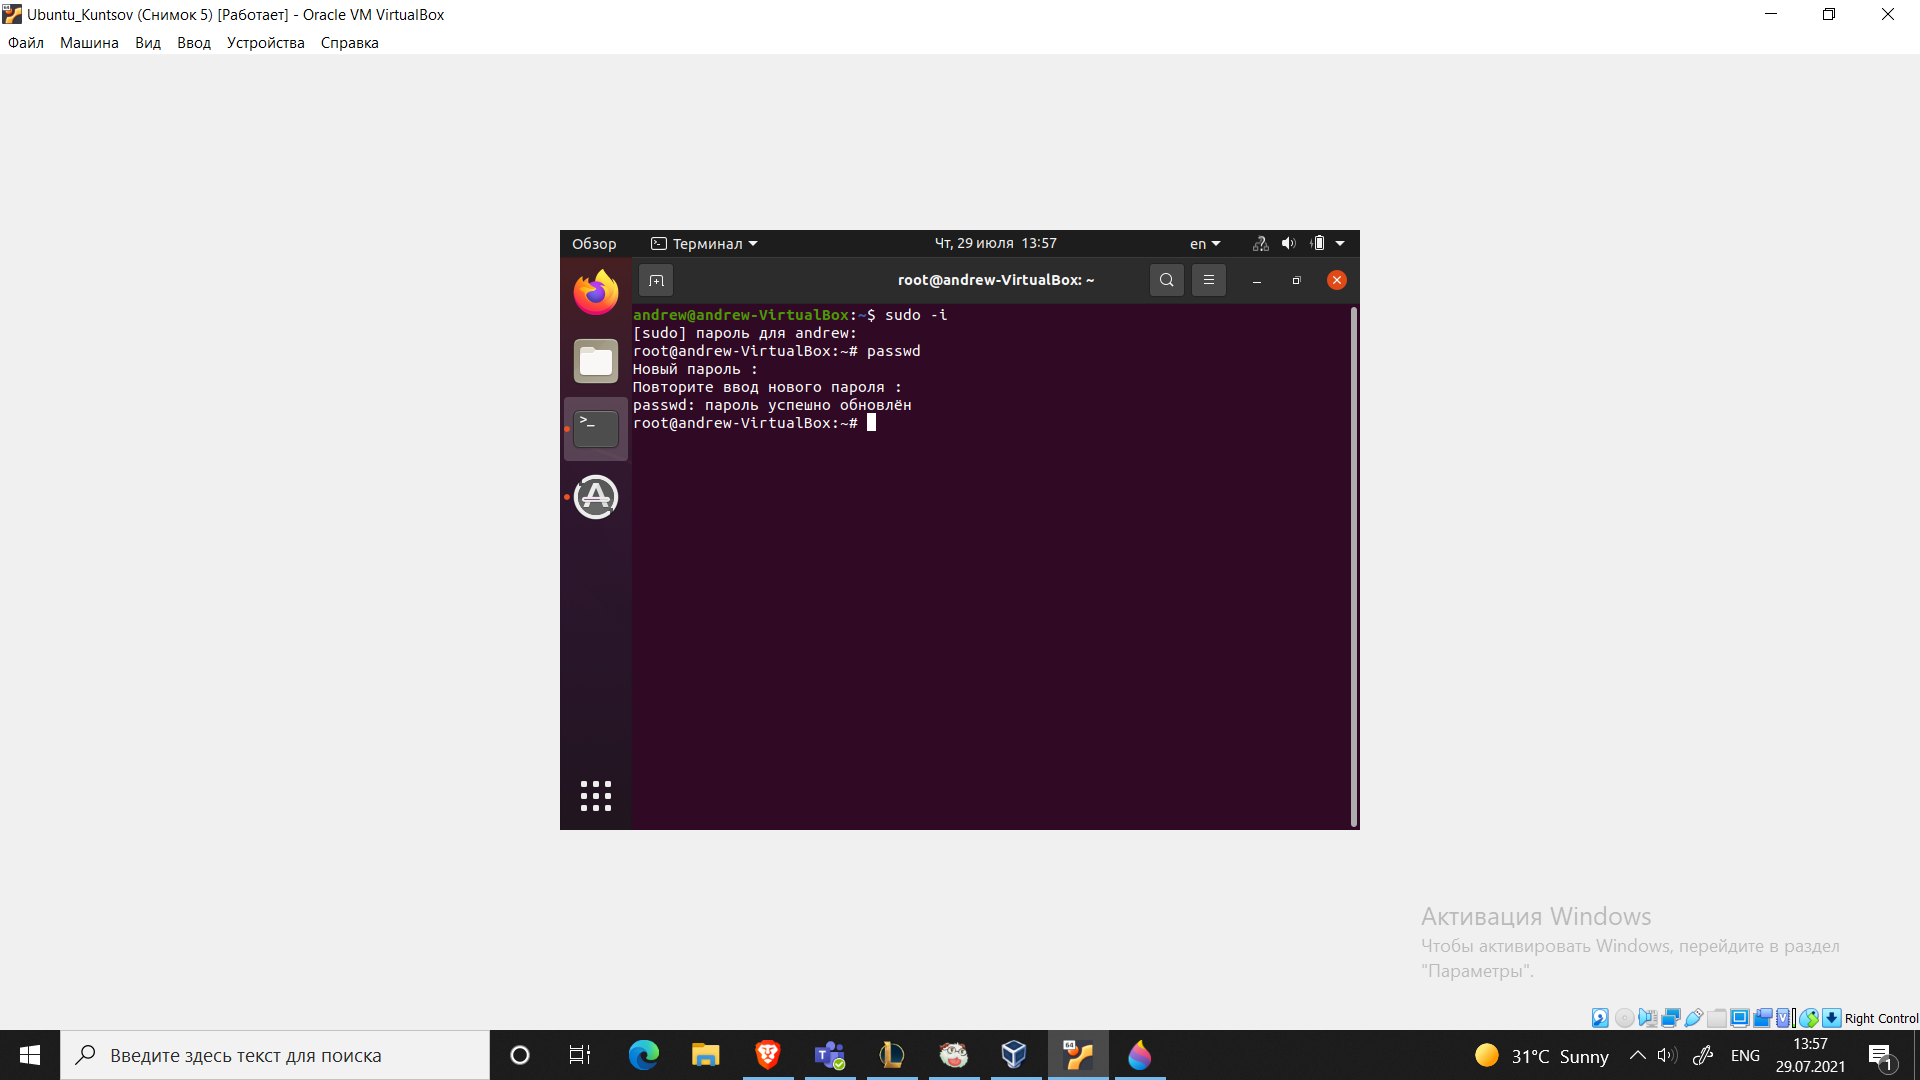 Ubuntu_Kuntsov (Снимок 5) [Работает] - Oracle VM VirtualBox
Файл Машина Вид Ввод Устройства Справка
Обзор Терминал Чт, 29 июля 13:57 en
root@andrew-VirtualBox: ~
andrew@andrew-VirtualBox:~$ sudo -i
[sudo] пароль для andrew:
root@andrew-VirtualBox:~# passwd
Новый пароль :
Повторите ввод нового пароля :
passwd: пароль успешно обновлён
root@andrew-VirtualBox:~#
Активация Windows
Чтобы активировать Windows, перейдите в раздел
"Параметры".
Right Control
Введите здесь текст для поиска
31°C Sunny
ENG
13:57
29.07.2021
1